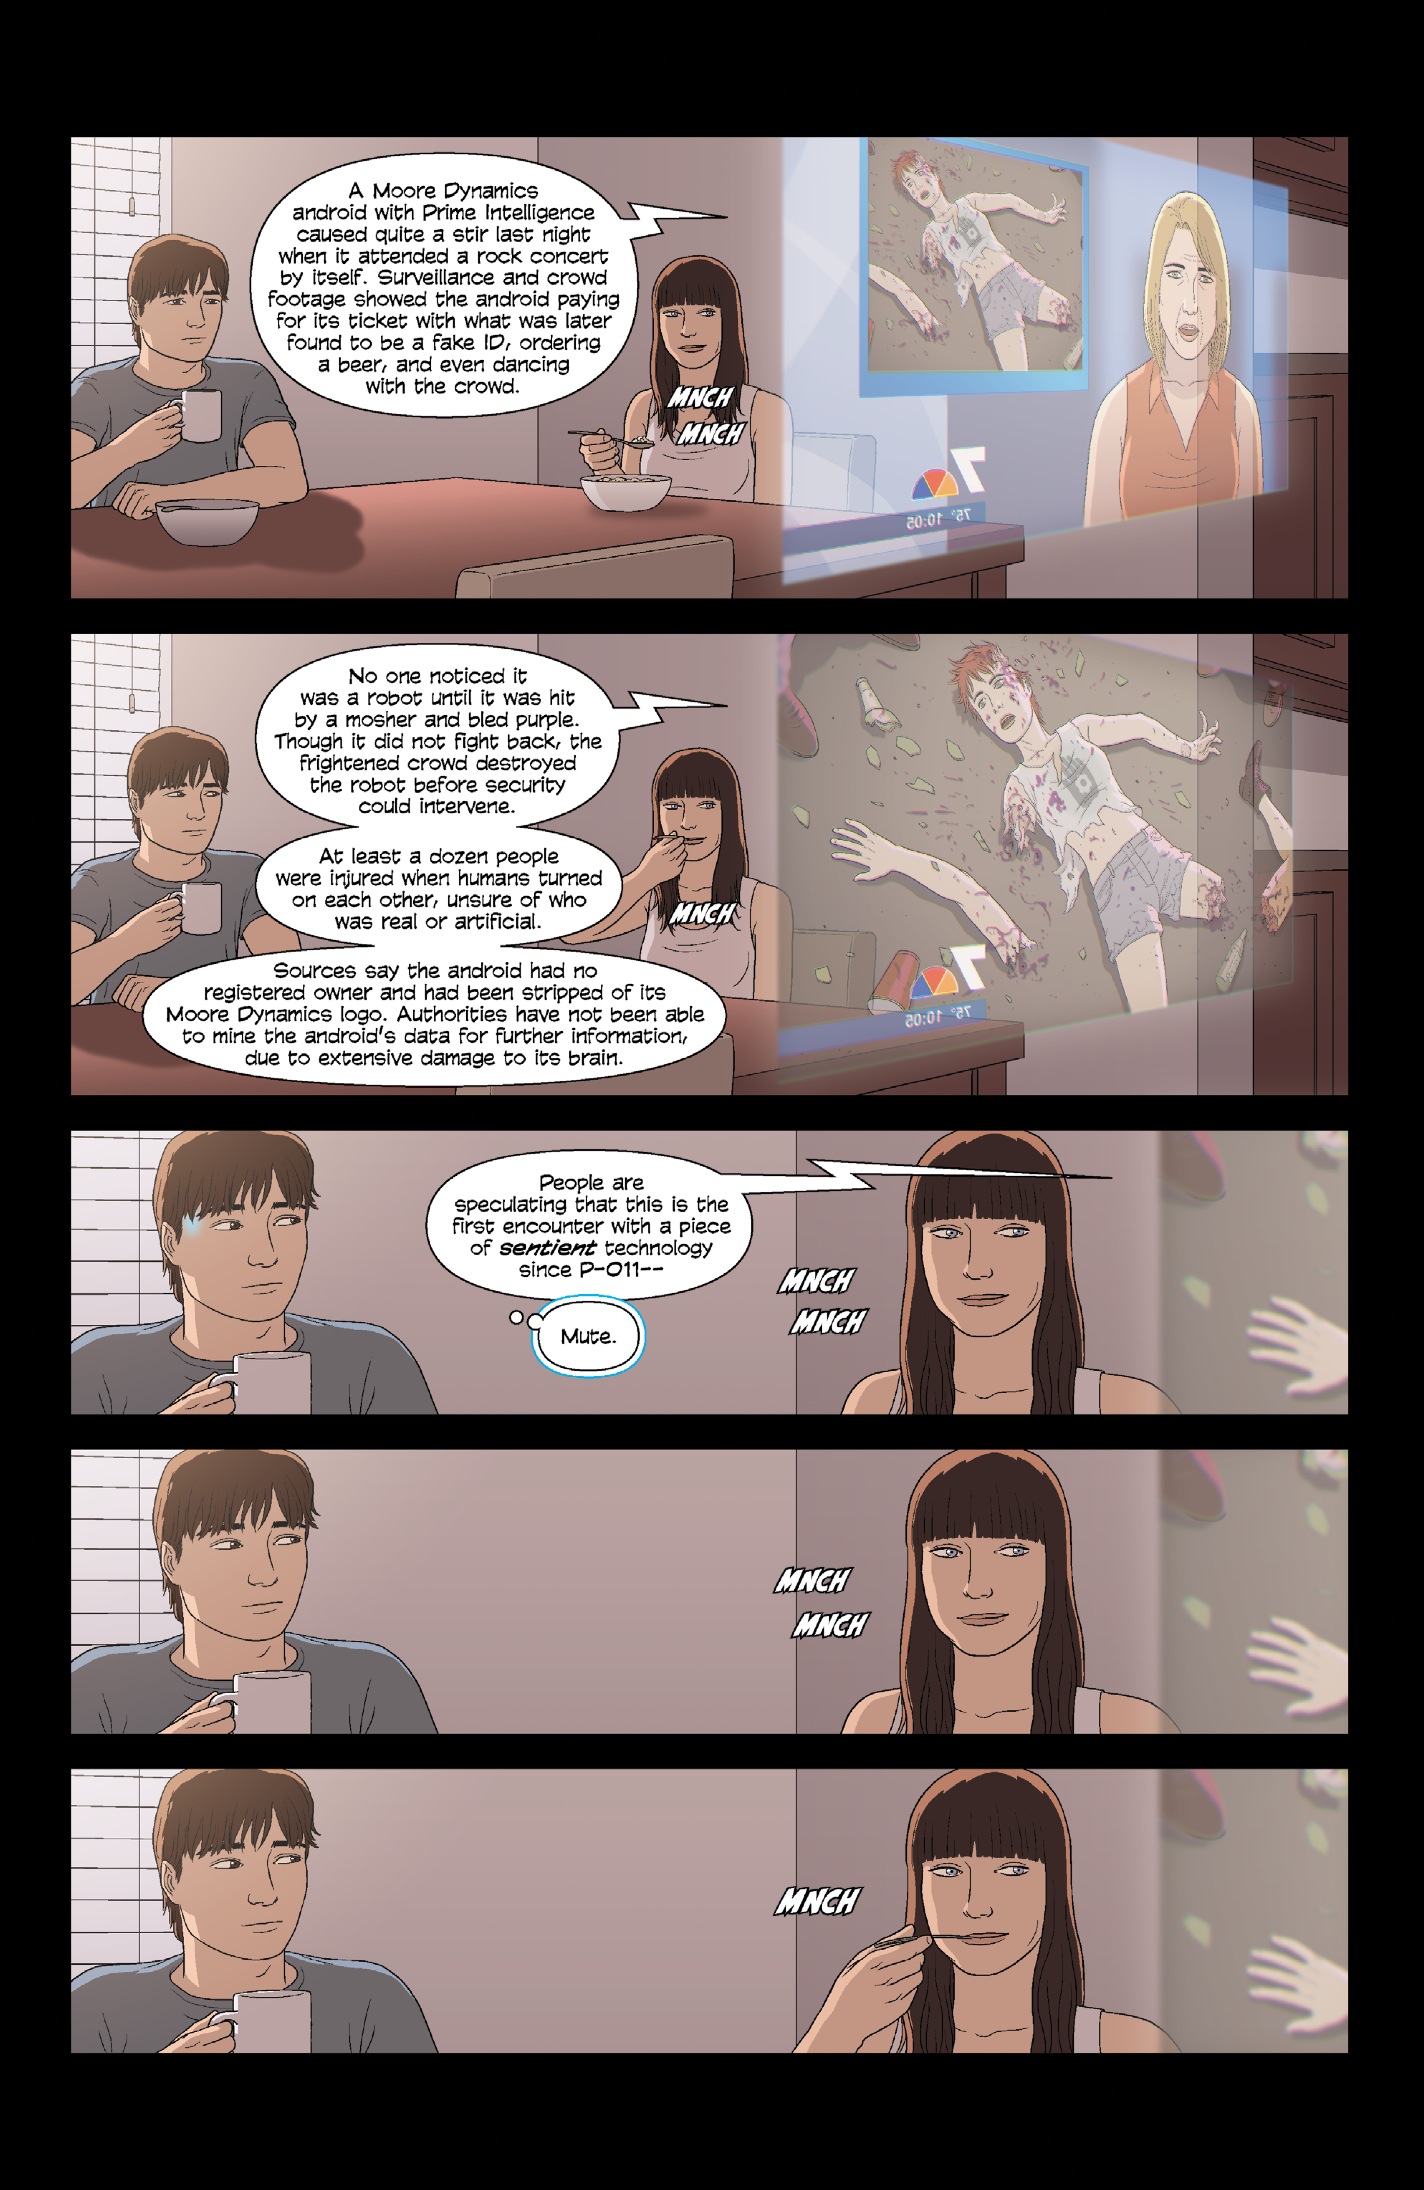 A Moore Dynamics
android with Prime Intelligence
caused quite a stir last night
when it attended a rock concert
by itself. Surveillance and crowd
footage showed the android paying
for its ticket with what was later
found to be a fake ID, ordering
a beer, and even dancing
with the crowd.
MNCH
MNCH
7
75° 10:05
No one noticed it
was a robot until it was hit
by a mosher and bled purple.
Though it did not fight back, the
frightened crowd destroyed
the robot before security
could intervene.
At least a dozen people
were injured when humans turned
on each other, unsure of who
was real or artificial.
MNCH
Sources say the android had no
registered owner and had been stripped of its
Moore Dynamics logo. Authorities have not been able
to mine the android's data for further information,
due to extensive damage to its brain.
7
75° 10:05
People are
speculating that this is the
first encounter with a piece
of sentient technology
since P-011--
Mute.
MNCH
MNCH
MNCH
MNCH
MNCH